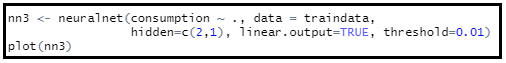 nn3 <- neuralnet(consumption ~ ., data = traindata,
hidden=c(2,1), linear.output=TRUE, threshold=0.01)
plot(nn3)